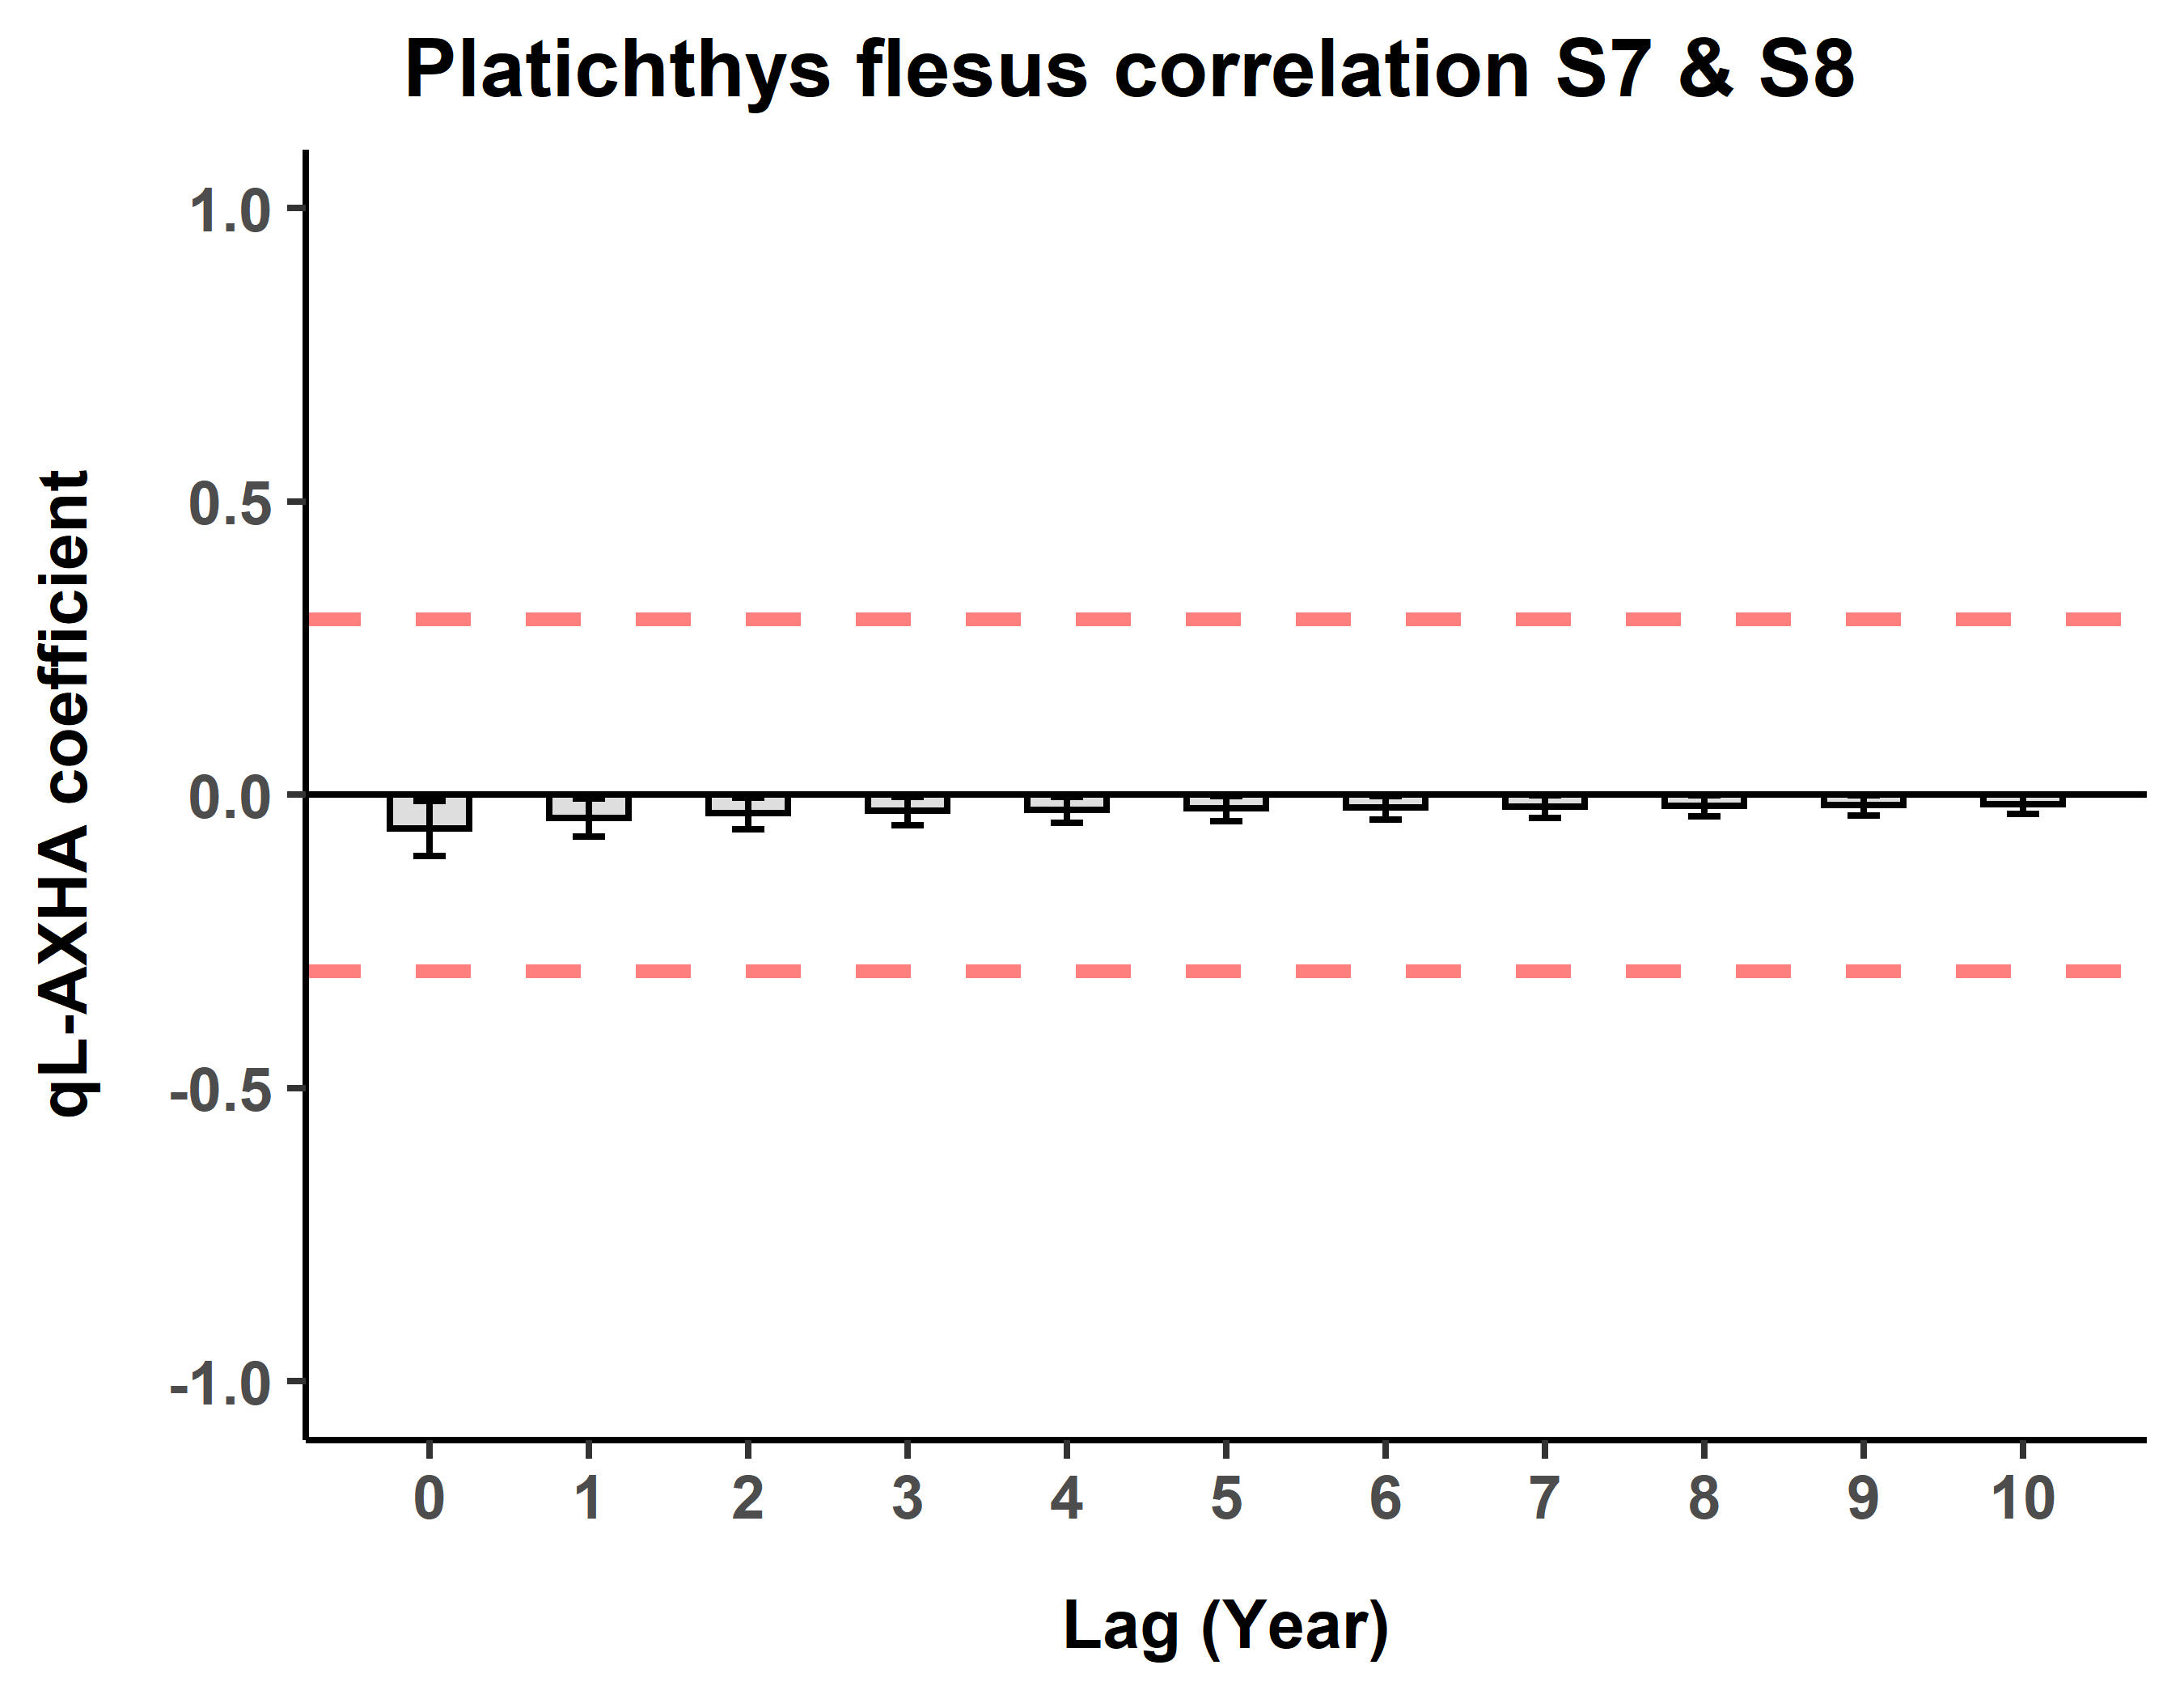 Platichthys flesus correlation S7 & S8
qL-AXHA coefficient
1.0
0.5
0.0
-0.5
-1.0
0 1 2 3 4 5 6 7 8 9 10
Lag (Year)